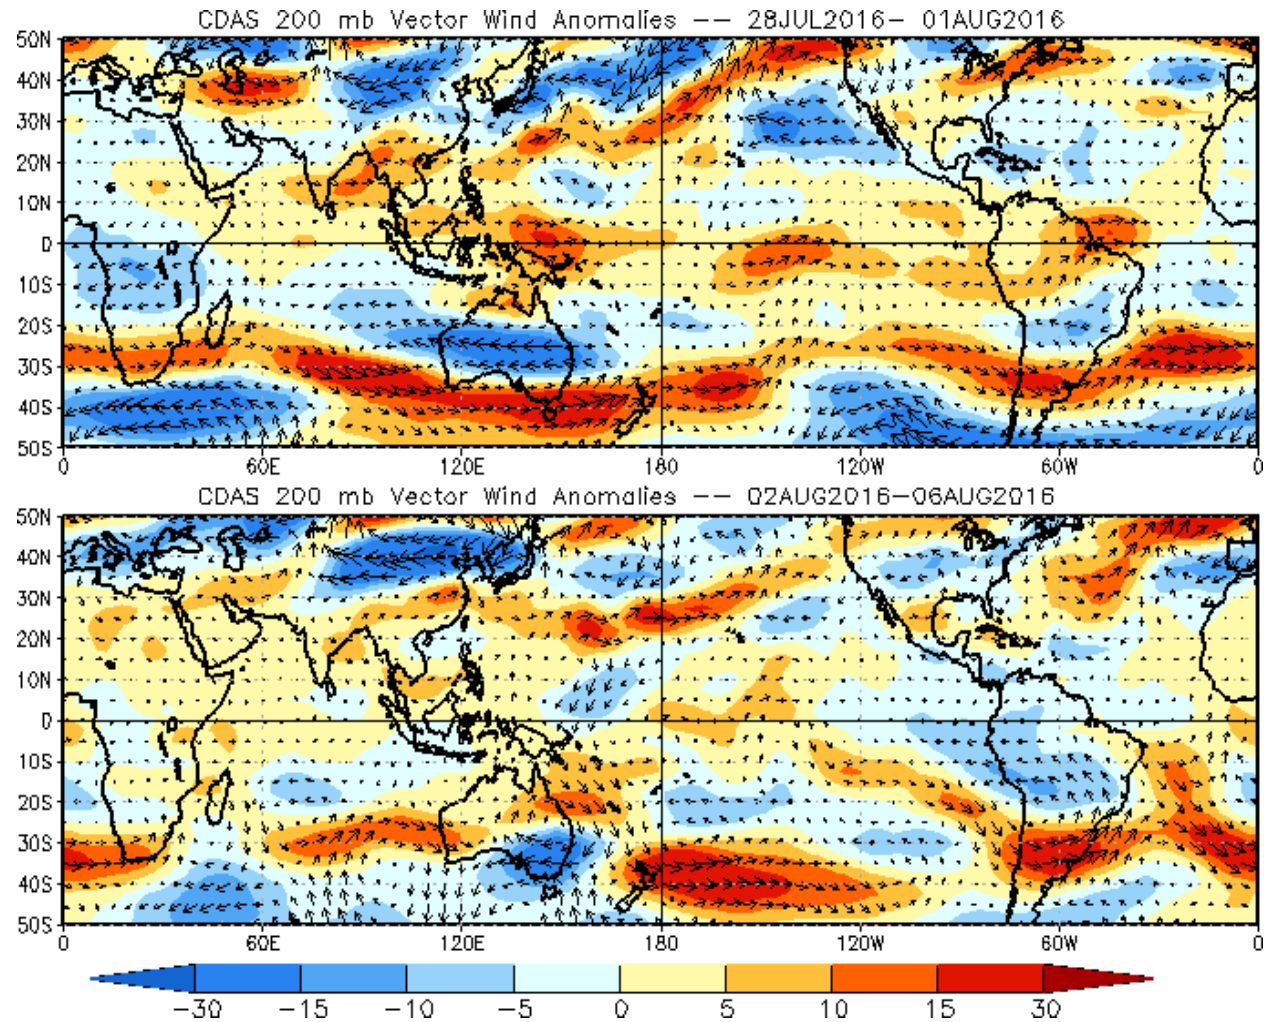 CDAS 200 mb Vector Wind Anomalies -- 28JUL2016- 01AUG2016
50N
40N
30N
20N
10N
0
10S
20S
30S
40S
50S
0 60E 120E 180 120W 60W 0
CDAS 200 mb Vector Wind Anomalies -- 02AUG2016-06AUG2016
50N
40N
30N
20N
10N
0
10S
20S
30S
40S
50S
0 60E 120E 180 120W 60W 0
-30 -15 -10 -5 0 5 10 15 30